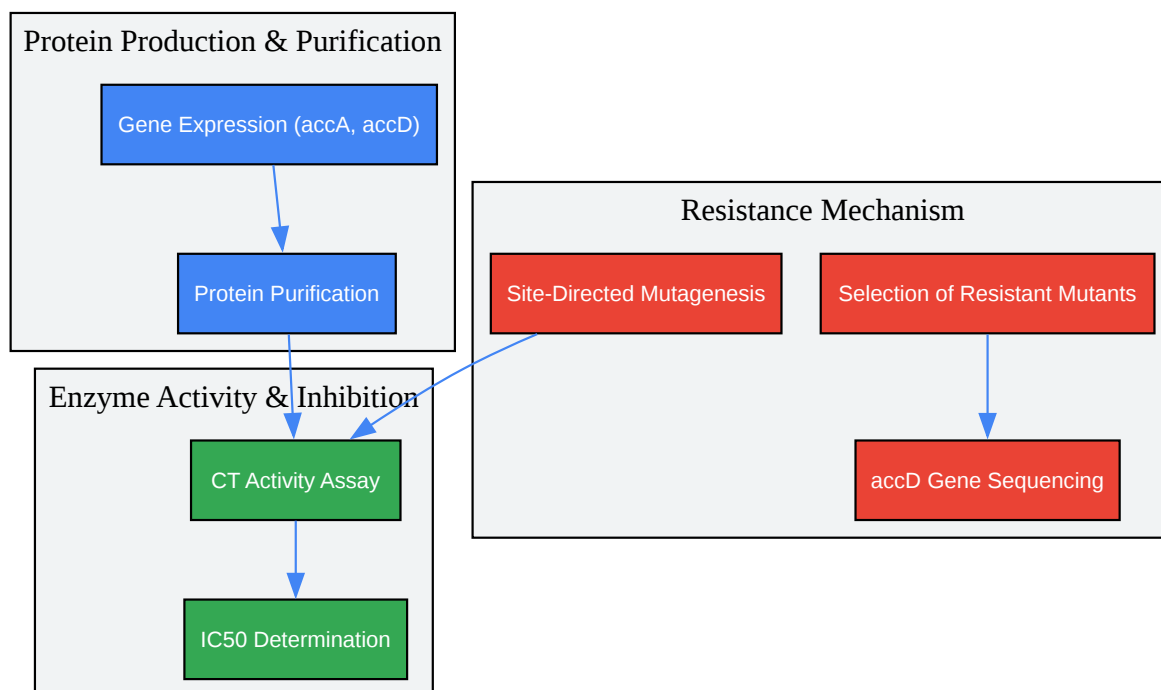 Protein Production & Purification
Gene Expression (accA, accD)
Protein Purification
Resistance Mechanism
Site-Directed Mutagenesis
Selection of Resistant Mutants
accD Gene Sequencing
Enzyme Activity & Inhibition
CT Activity Assay
IC50 Determination